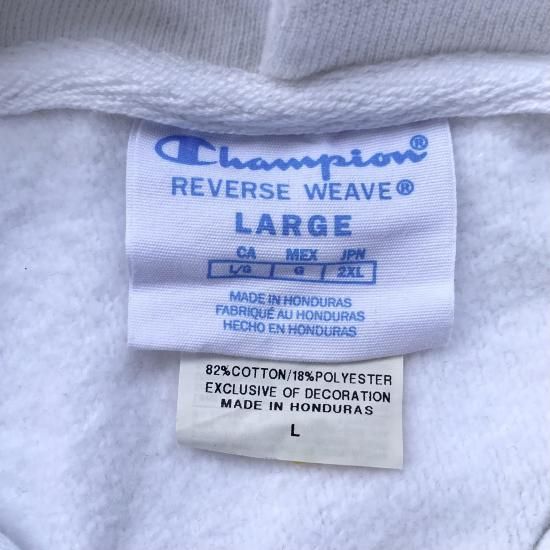 Champion®
REVERSE WEAVE®
LARGE
CA MEX JPN
L/G G 2XL
MADE IN HONDURAS
FABRIQUÉ AU HONDURAS
HECHO EN HONDURAS
82%COTTON/18%POLYESTER
EXCLUSIVE OF DECORATION
MADE IN HONDURAS
L